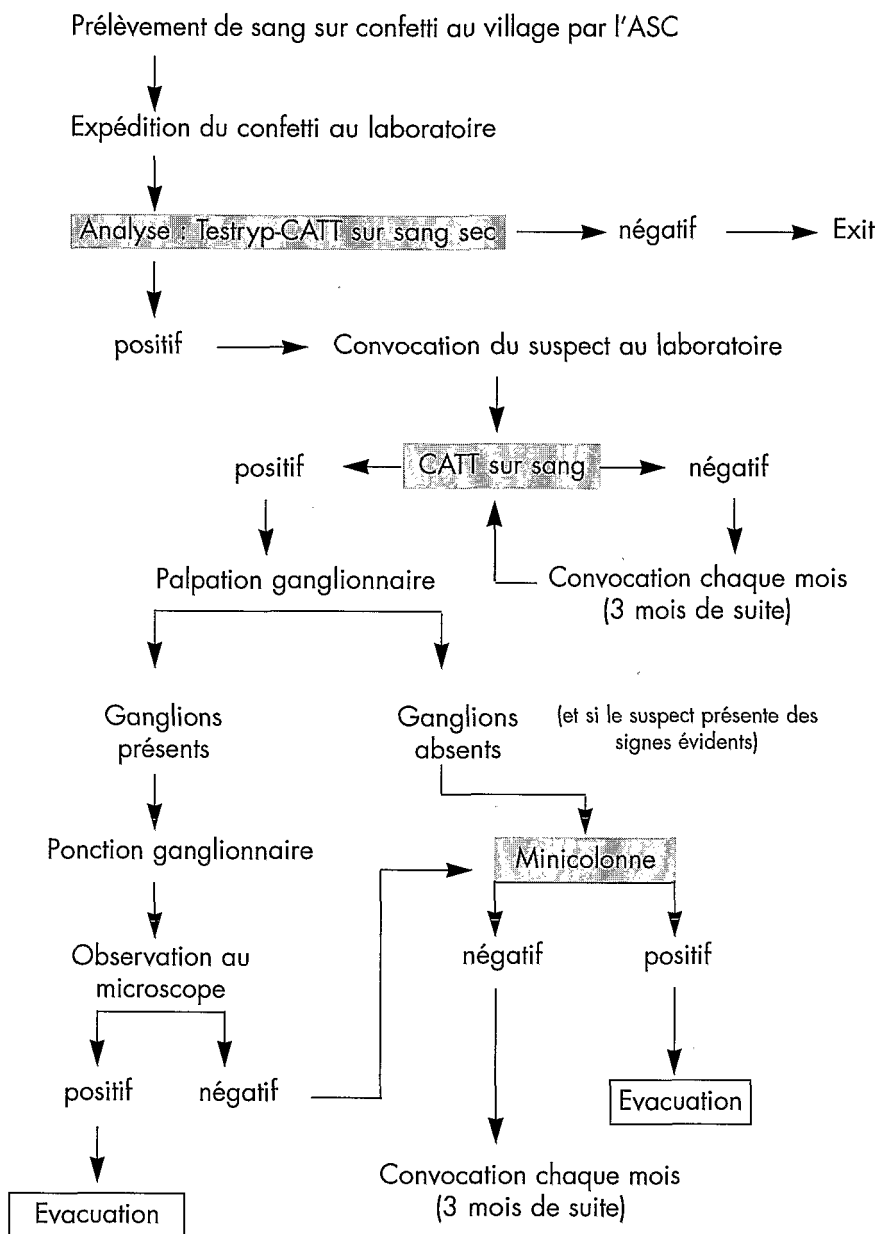 Prélèvement de sang sur confetti au village par l'ASC
Expédition du confetti au laboratoire
Analyse : Testryp-CATT sur sang sec
négatif
Exit
positif
Convocation du suspect au laboratoire
positif
CATT sur sang
négatif
Palpation ganglionnaire
Convocation chaque mois
(3 mois de suite)
Ganglions
présents
Ganglions
absents
(et si le suspect présente des
signes évidents)
Ponction ganglionnaire
Minicolonne
Observation au
microscope
négatif
positif
positif
négatif
Evacuation
Convocation chaque mois
(3 mois de suite)
Evacuation